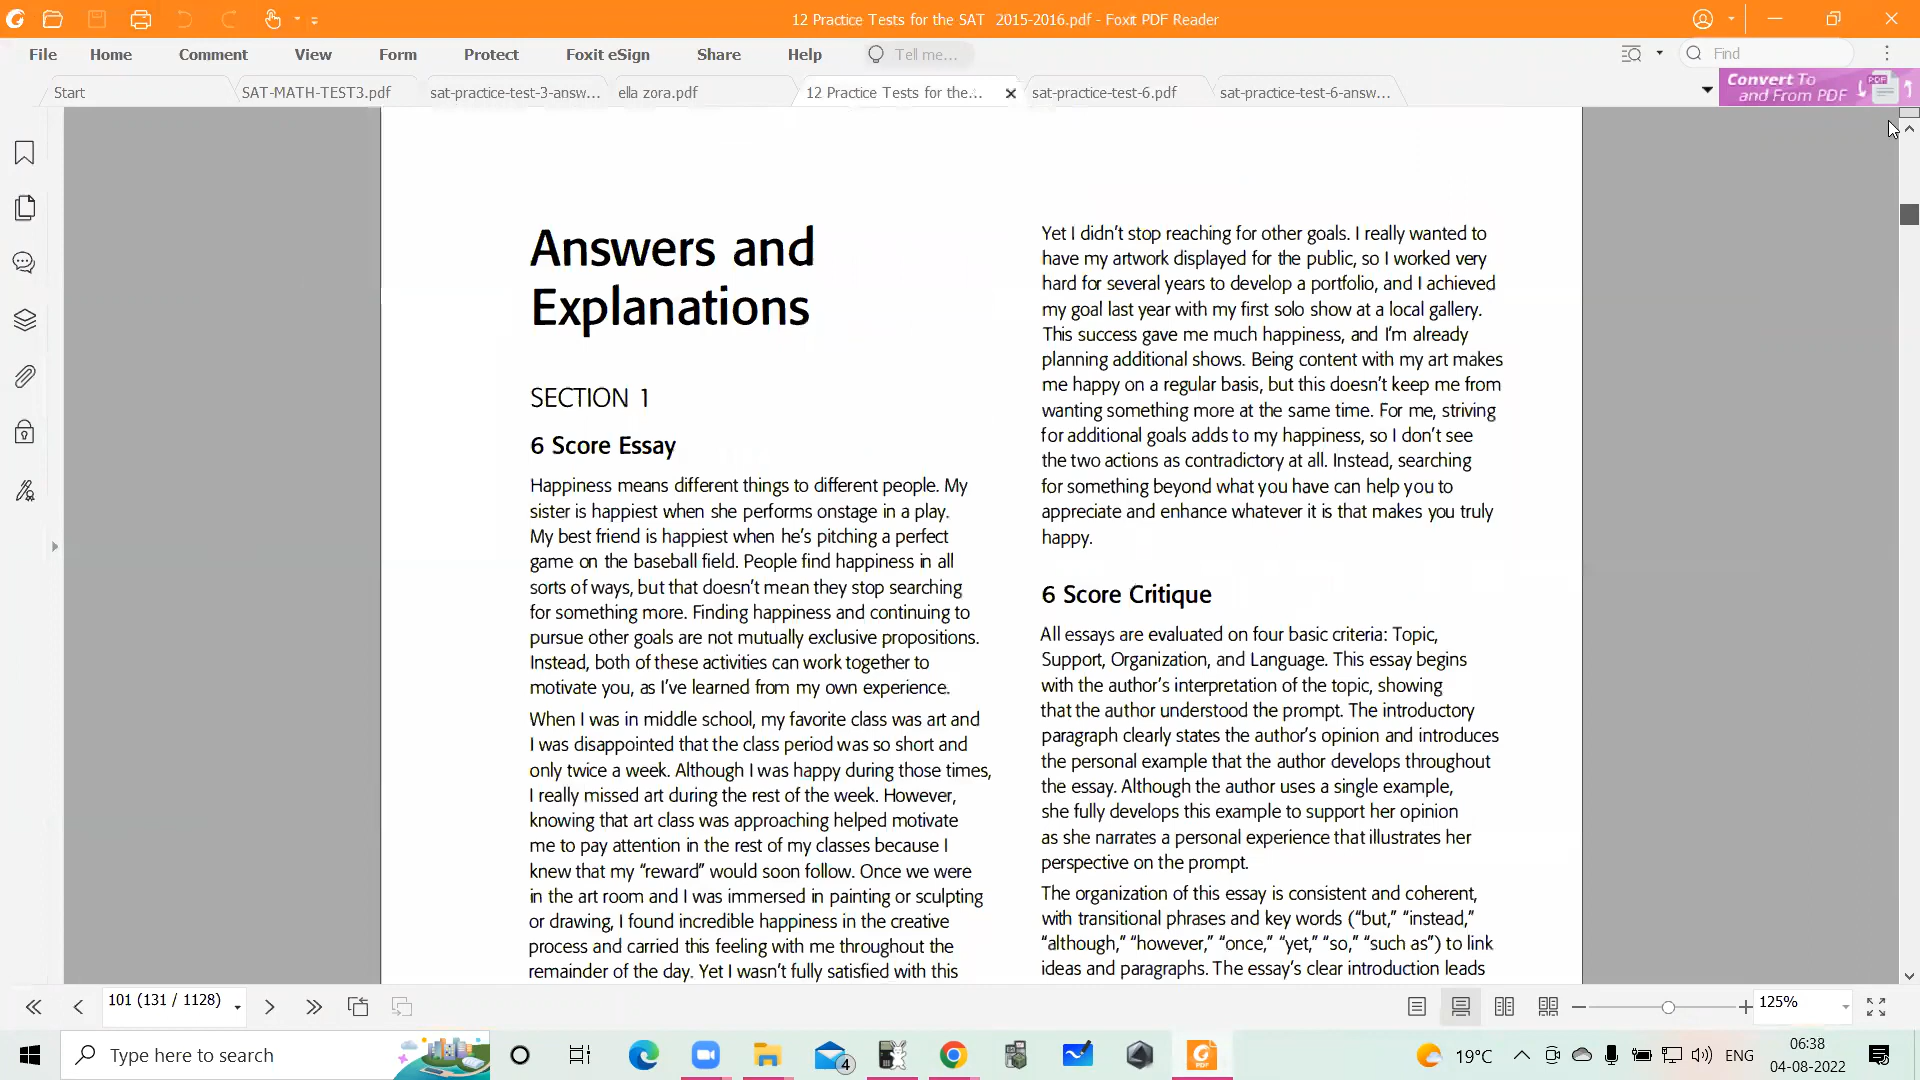 12 Practice Tests for the SAT 2015-2016.pdf - Foxit PDF Reader
File Home Comment View Form Protect Foxit eSign Share Help Tell me... Find
Start SAT-MATH-TEST3.pdf sat-practice-test-3-answ... ella zora.pdf 12 Practice Tests for the... sat-practice-test-6.pdf sat-practice-test-6-answ...
Convert To
and From PDF
PDF
Answers and
Explanations
SECTION 1
6 Score Essay
Happiness means different things to different people. My
sister is happiest when she performs onstage in a play.
My best friend is happiest when he's pitching a perfect
game on the baseball field. People find happiness in all
sorts of ways, but that doesn't mean they stop searching
for something more. Finding happiness and continuing to
pursue other goals are not mutually exclusive propositions.
Instead, both of these activities can work together to
motivate you, as I've learned from my own experience.
When I was in middle school, my favorite class was art and
I was disappointed that the class period was so short and
only twice a week. Although I was happy during those times,
I really missed art during the rest of the week. However,
knowing that art class was approaching helped motivate
me to pay attention in the rest of my classes because I
knew that my “reward” would soon follow. Once we were
in the art room and I was immersed in painting or sculpting
or drawing, I found incredible happiness in the creative
process and carried this feeling with me throughout the
remainder of the day. Yet I wasn't fully satisfied with this
Yet I didn't stop reaching for other goals. I really wanted to
have my artwork displayed for the public, so I worked very
hard for several years to develop a portfolio, and I achieved
my goal last year with my first solo show at a local gallery.
This success gave me much happiness, and I'm already
planning additional shows. Being content with my art makes
me happy on a regular basis, but this doesn't keep me from
wanting something more at the same time. For me, striving
for additional goals adds to my happiness, so I don't see
the two actions as contradictory at all. Instead, searching
for something beyond what you have can help you to
appreciate and enhance whatever it is that makes you truly
happy.
6 Score Critique
All essays are evaluated on four basic criteria: Topic,
Support, Organization, and Language. This essay begins
with the author's interpretation of the topic, showing
that the author understood the prompt. The introductory
paragraph clearly states the author's opinion and introduces
the personal example that the author develops throughout
the essay. Although the author uses a single example,
she fully develops this example to support her opinion
as she narrates a personal experience that illustrates her
perspective on the prompt.
The organization of this essay is consistent and coherent,
with transitional phrases and key words (“but,” “instead,”
“although,” “however,” “once,” “yet,” “so,” “such as”) to link
ideas and paragraphs. The essay's clear introduction leads
101 (131 / 1128) 125%
Type here to search 4 19°C ENG 06:38
04-08-2022